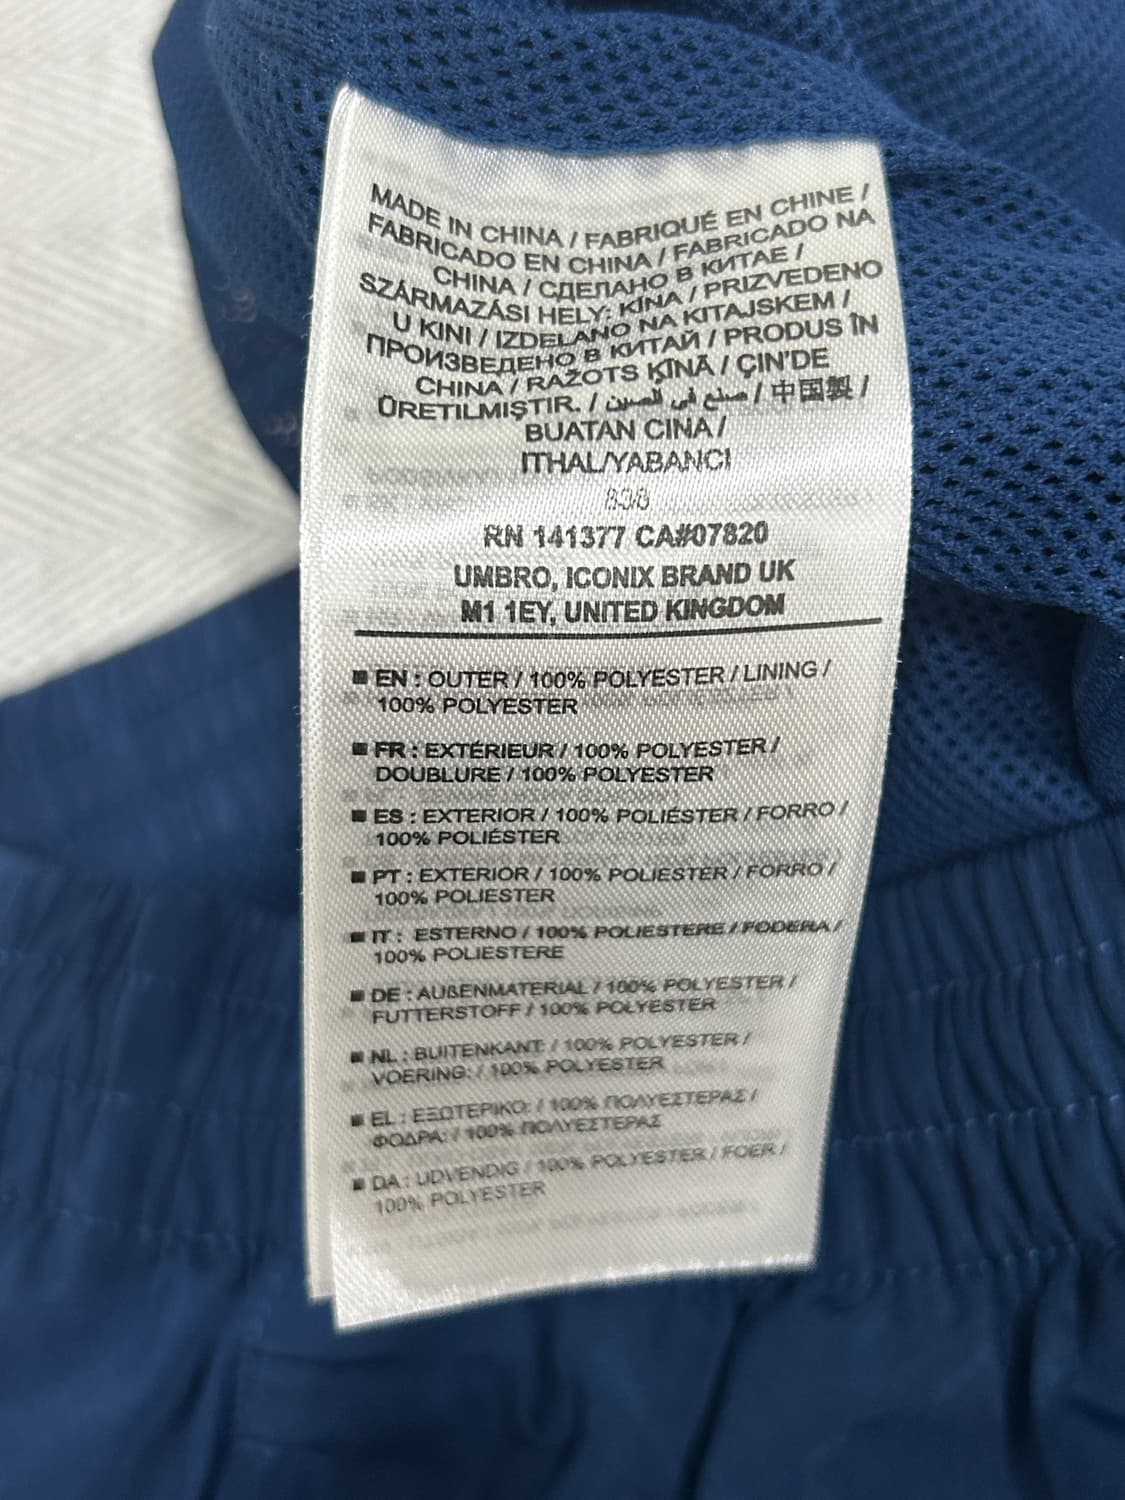 MADE IN CHINA / FABRIQUÉ EN CHINE /
FABRICADO EN CHINA / FABRICADO NA
CHINA / СДЕЛАНО В КИТАЕ /
SZÁRMAZÁSI HELY: KÍNA / PRIZVEDENO
U KINI / IZDELANO NA KITAJSKEM /
ПРОИЗВЕДЕНО В КИТАЙ / PRODUS ÎN
CHINA / RAŽOTS ĶĪNĀ / ÇIN'DE
ÜRETILMIŞTIR. / صنع في الصين / 中国製 /
BUATAN CINA /
ITHAL/YABANCI
838
RN 141377 CA#07820
UMBRO, ICONIX BRAND UK
M1 1EY, UNITED KINGDOM
■ EN : OUTER / 100% POLYESTER / LINING /
100% POLYESTER
■ FR : EXTÉRIEUR / 100% POLYESTER /
DOUBLURE / 100% POLYESTER
■ ES : EXTERIOR / 100% POLIÉSTER / FORRO /
100% POLIÉSTER
■ PT : EXTERIOR / 100% POLIESTER / FORRO /
100% POLIESTER
■ IT : ESTERNO / 100% POLIESTERE / FODERA /
100% POLIESTERE
■ DE : AUßENMATERIAL / 100% POLYESTER /
FUTTERSTOFF / 100% POLYESTER
■ NL : BUITENKANT: / 100% POLYESTER /
VOERING: / 100% POLYESTER
■ EL : ΕΞΩΤΕΡΙΚΟ: / 100% ΠΟΛΥΕΣΤΕΡΑΣ /
ΦΟΔΡΑ: / 100% ΠΟΛΥΕΣΤΕΡΑΣ
■ DA : UDVENDIG / 100% POLYESTER / FOER /
100% POLYESTER